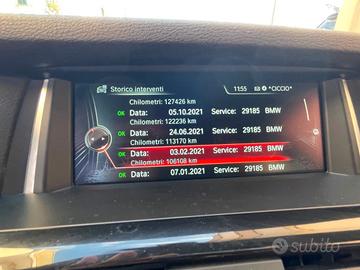 Storico interventi
11:55
*CICCIO*
Chilometri: 127426 km
OK Data: 05.10.2021 Service: 29185 BMW
Chilometri: 122236 km
OK Data: 24.06.2021 Service: 29185 BMW
Chilometri: 113170 km
OK Data: 03.02.2021 Service: 29185 BMW
Chilometri: 106108 km
OK Data: 07.01.2021 Service: 29185 BMW
subito